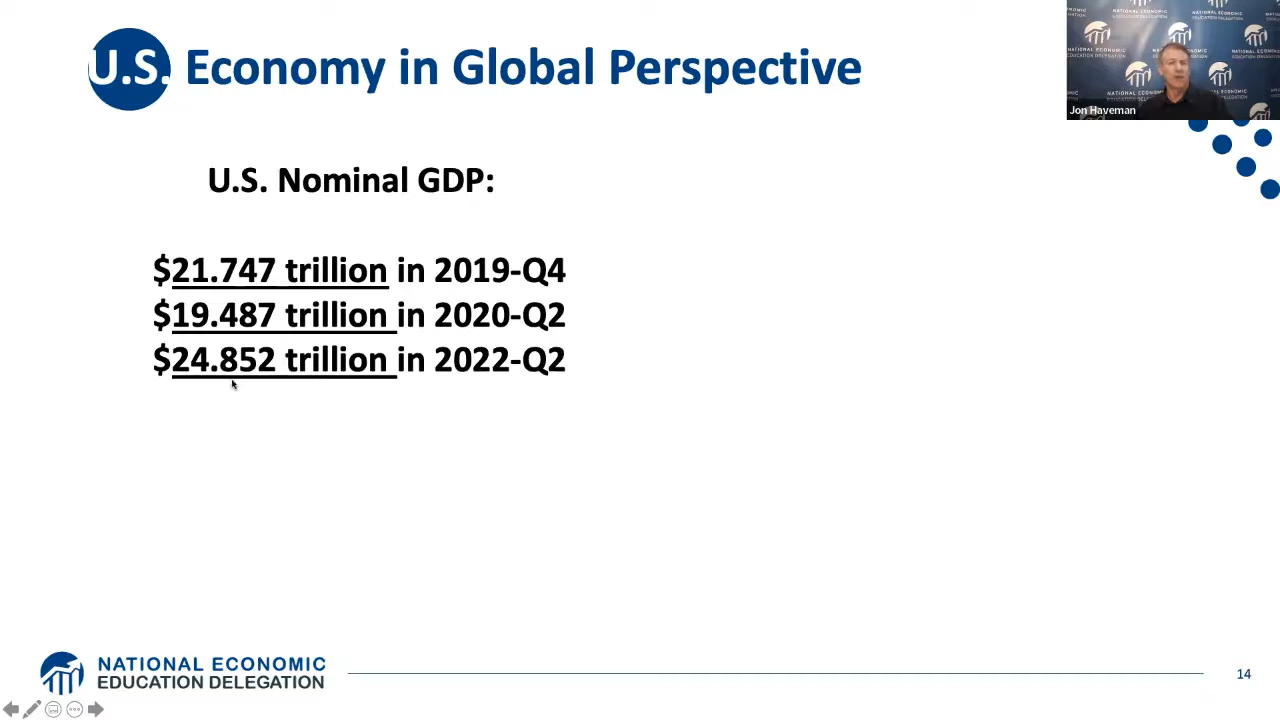 U.S. Economy in Global Perspective
Jon Haveman
U.S. Nominal GDP:
$21.747 trillion in 2019-Q4
$19.487 trillion in 2020-Q2
$24.852 trillion in 2022-Q2
NATIONAL ECONOMIC
EDUCATION DELEGATION
14